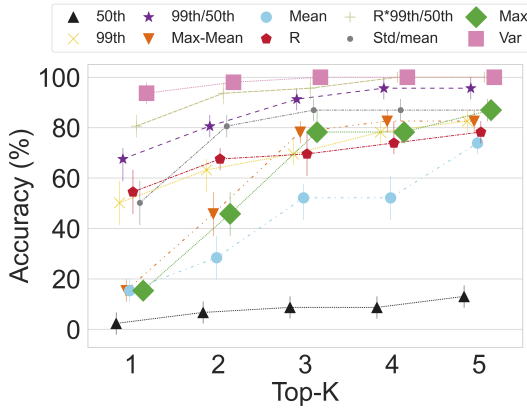 50th 99th/50th Mean R*99th/50th Max
99th Max-Mean R Std/mean Var
Accuracy (%)
100
80
60
40
20
0
1 2 3 4 5
Top-K